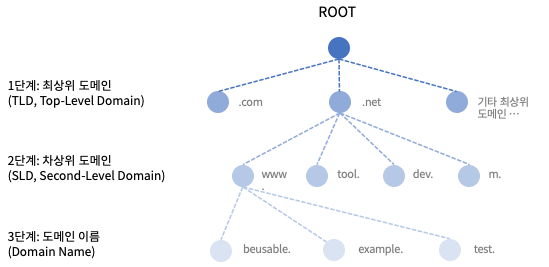 ROOT
1단계: 최상위 도메인
(TLD, Top-Level Domain)
.com
.net
기타 최상위
도메인 ...
2단계: 차상위 도메인
(SLD, Second-Level Domain)
www
.
tool.
dev.
m.
3단계: 도메인 이름
(Domain Name)
beusable.
example.
test.